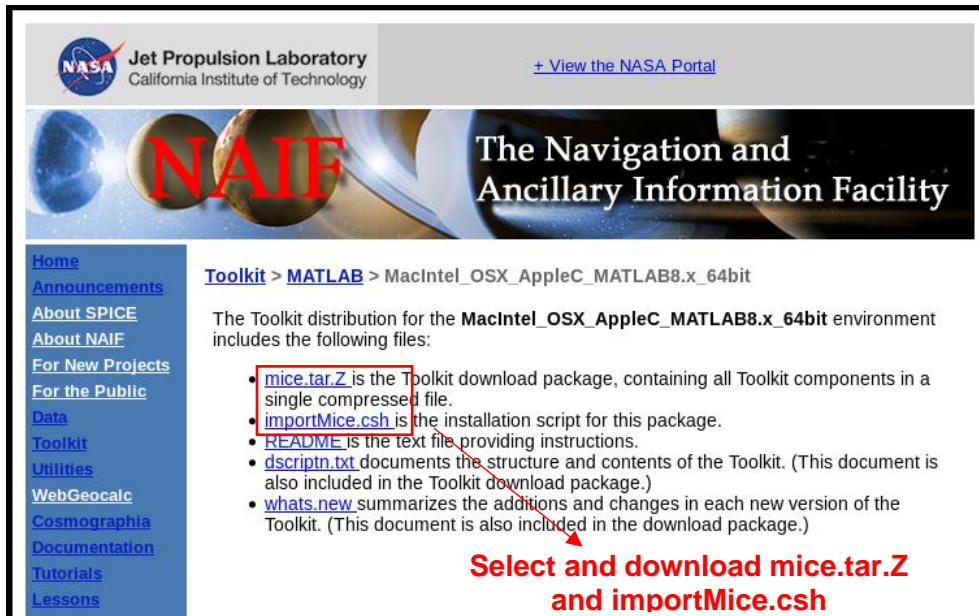 NASA
Jet Propulsion Laboratory
California Institute of Technology
+ View the NASA Portal
NAIF
The Navigation and
Ancillary Information Facility
Home
Announcements
About SPICE
About NAIF
For New Projects
For the Public
Data
Toolkit
Utilities
WebGeocalc
Cosmographia
Documentation
Tutorials
Lessons
Toolkit > MATLAB > MacIntel_OSX_AppleC_MATLAB8.x_64bit
The Toolkit distribution for the MacIntel_OSX_AppleC_MATLAB8.x_64bit environment
includes the following files:
• mice.tar.Z is the Toolkit download package, containing all Toolkit components in a
single compressed file.
• importMice.csh is the installation script for this package.
• README is the text file providing instructions.
• dscriptn.txt documents the structure and contents of the Toolkit. (This document is
also included in the Toolkit download package.)
• whats.new summarizes the additions and changes in each new version of the
Toolkit. (This document is also included in the download package.)
Select and download mice.tar.Z
and importMice.csh